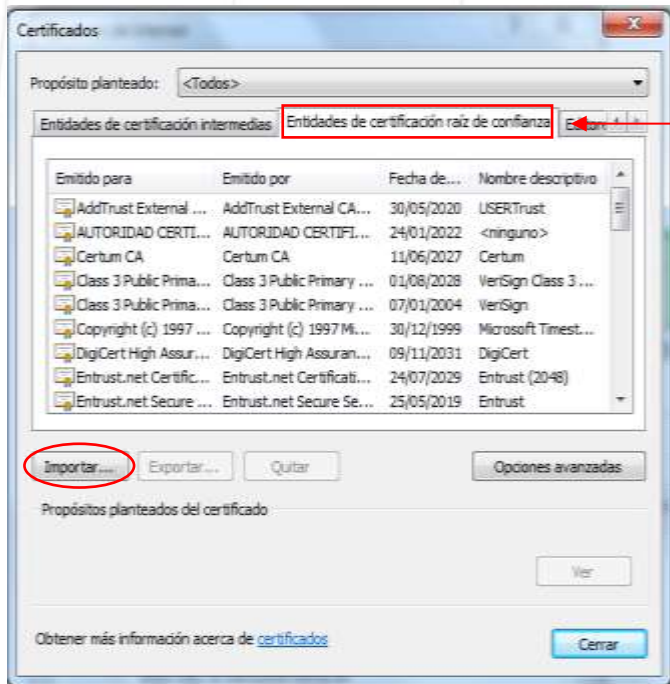 Certificados
Propósito planteado: <Todos>
Entidades de certificación intermedias Entidades de certificación raíz de confianza
Emitido para Emitido por Fecha de... Nombre descriptivo
AddTrust External ... AddTrust External CA... 30/05/2020 USERTrust
AUTORIDAD CERTI... AUTORIDAD CERTIFI... 24/01/2022 <ninguno>
Certum CA Certum CA 11/06/2027 Certum
Class 3 Public Prima... Class 3 Public Primary ... 01/08/2028 VeriSign Class 3 ...
Class 3 Public Prima... Class 3 Public Primary ... 07/01/2004 VeriSign
Copyright (c) 1997 ... Copyright (c) 1997 Mi... 30/12/1999 Microsoft Timest...
DigiCert High Assur... DigiCert High Assuran... 09/11/2031 DigiCert
Entrust.net Certific... Entrust.net Certificati... 24/07/2029 Entrust (2048)
Entrust.net Secure ... Entrust.net Secure Se... 25/05/2019 Entrust
Importar... Exportar... Quitar Opciones avanzadas
Propósitos planteados del certificado
Ver
Obtener más información acerca de certificados
Cerrar